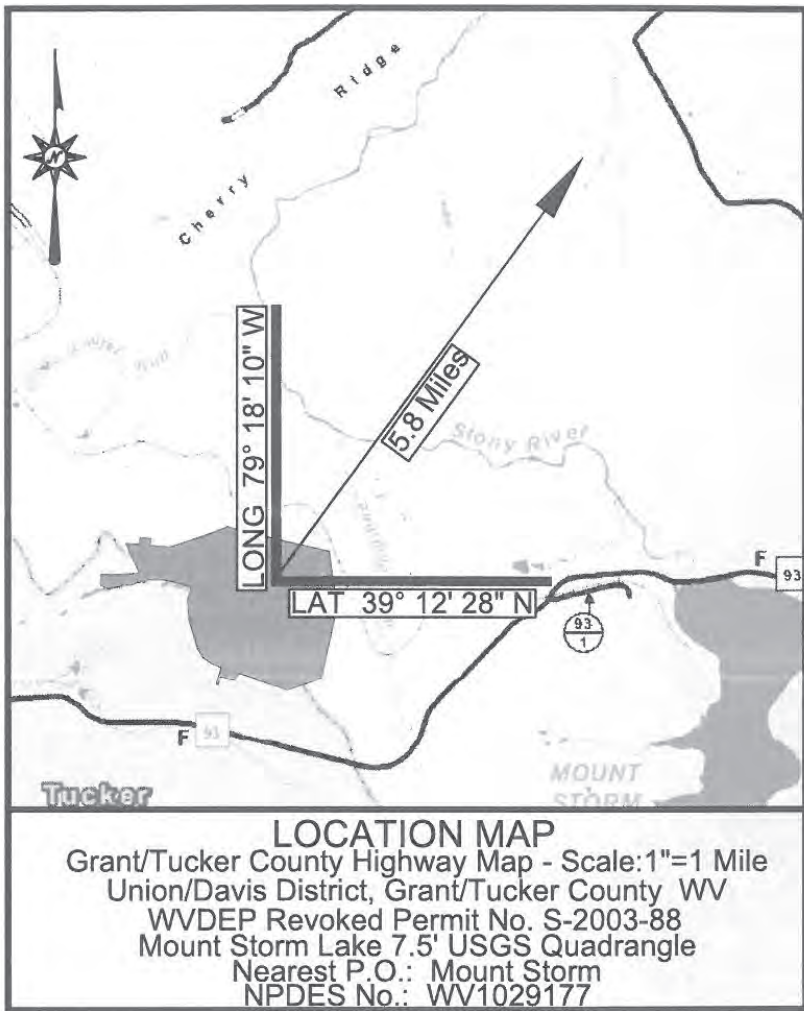 Ridge
Cherry
N
LONG 79° 18' 10" W
5.8 Miles
Stony River
LAT 39° 12' 28" N
F 93
93
1
F 93
MOUNT
STORM
Tucker
LOCATION MAP
Grant/Tucker County Highway Map - Scale:1"=1 Mile
Union/Davis District, Grant/Tucker County WV
WVDEP Revoked Permit No. S-2003-88
Mount Storm Lake 7.5' USGS Quadrangle
Nearest P.O.: Mount Storm
NPDES No.: WV1029177